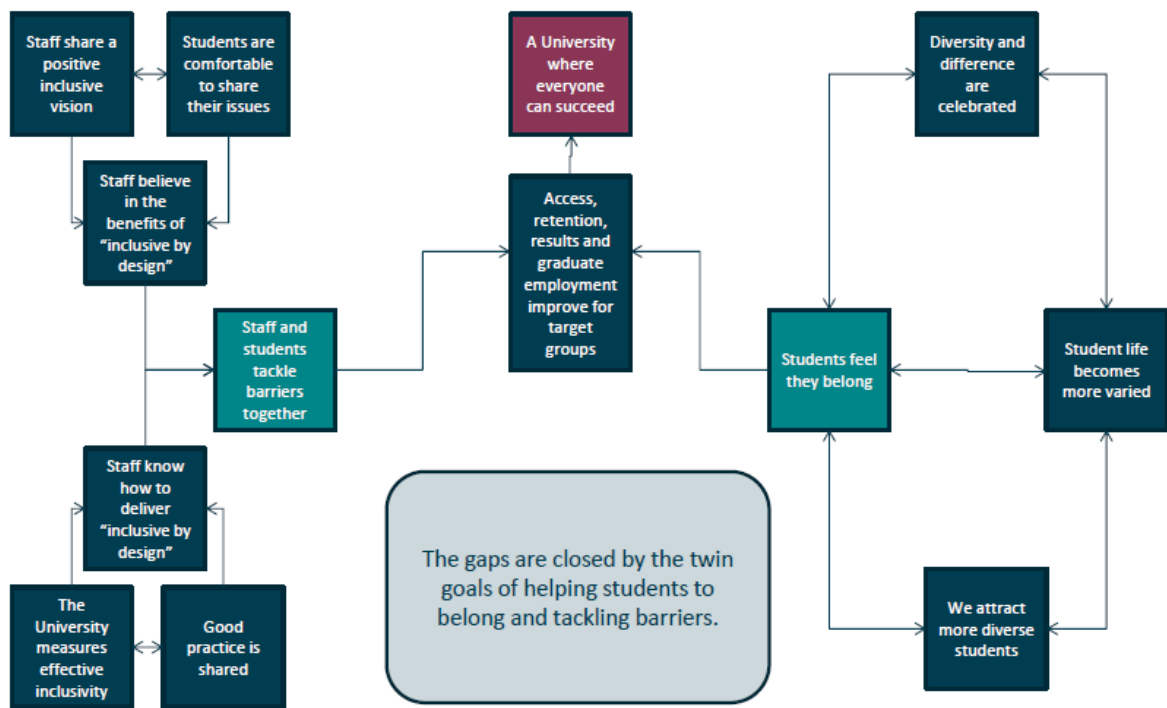 Staff share a
positive
inclusive
vision
Students are
comfortable
to share
their issues
A University
where
everyone
can succeed
Diversity and
difference
are
celebrated
Staff believe
in the
benefits of
“inclusive by
design”
Access,
retention,
results and
graduate
employment
improve for
target
groups
Staff and
students
tackle
barriers
together
Students feel
they belong
Student life
becomes
more varied
Staff know
how to
deliver
“inclusive by
design”
The gaps are closed by the twin
goals of helping students to
belong and tackling barriers.
The
University
measures
effective
inclusivity
Good
practice is
shared
We attract
more diverse
students